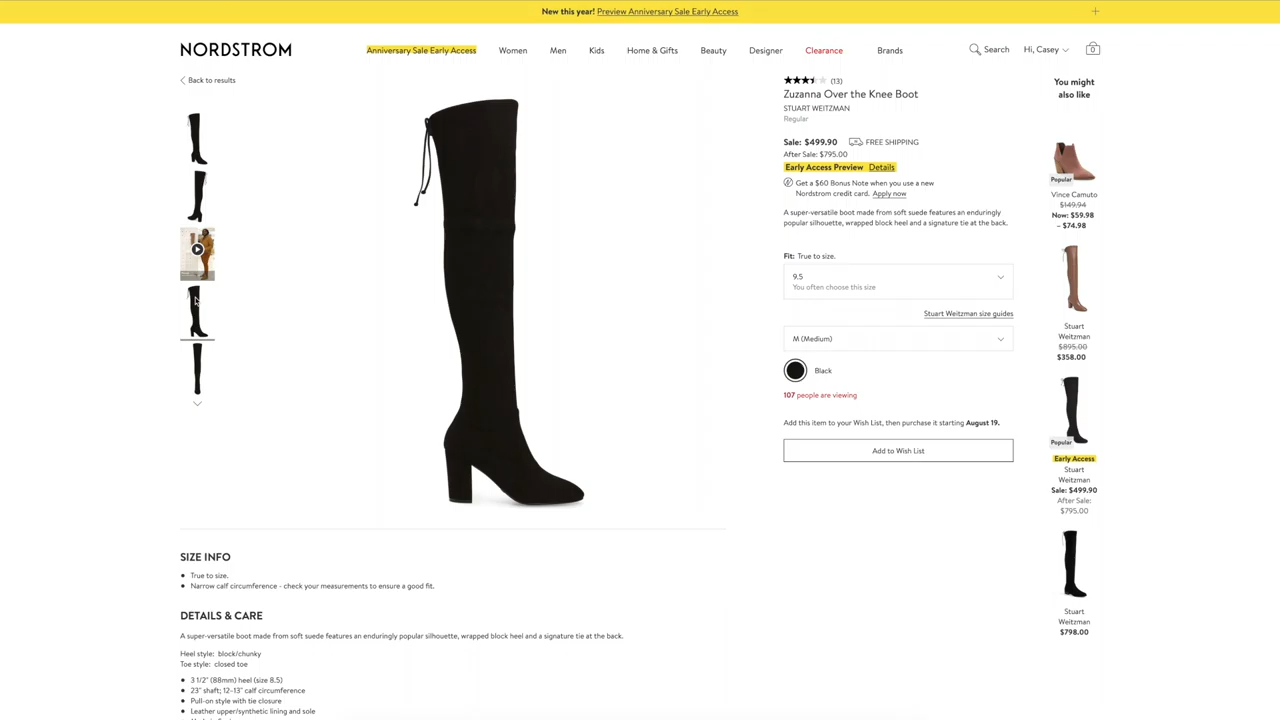 New this year! Preview Anniversary Sale Early Access
NORDSTROM
Anniversary Sale Early Access
Women
Men
Kids
Home & Gifts
Beauty
Designer
Clearance
Brands
Search
Hi, Casey
0
Back to results
(13)
Zuzanna Over the Knee Boot
STUART WEITZMAN
Regular
Sale: $499.90 FREE SHIPPING
After Sale: $795.00
Early Access Preview Details
Get a $60 Bonus Note when you use a new
Nordstrom credit card. Apply now
A super-versatile boot made from soft suede features an enduringly
popular silhouette, wrapped block heel and a signature tie at the back.
Fit: True to size.
9.5
You often choose this size
Stuart Weitzman size guides
M (Medium)
Black
107 people are viewing
Add this item to your Wish List, then purchase it starting August 19.
Add to Wish List
You might
also like
Popular
Vince Camuto
$149.94
Now: $59.98
– $74.98
Stuart
Weitzman
$895.00
$358.00
Popular
Early Access
Stuart
Weitzman
Sale: $499.90
After Sale:
$795.00
Stuart
Weitzman
$798.00
SIZE INFO
True to size.
Narrow calf circumference - check your measurements to ensure a good fit.
DETAILS & CARE
A super-versatile boot made from soft suede features an enduringly popular silhouette, wrapped block heel and a signature tie at the back.
Heel style: block/chunky
Toe style: closed toe
3 1/2" (88mm) heel (size 8.5)
23" shaft; 12–13" calf circumference
Pull-on style with tie closure
Leather upper/synthetic lining and sole